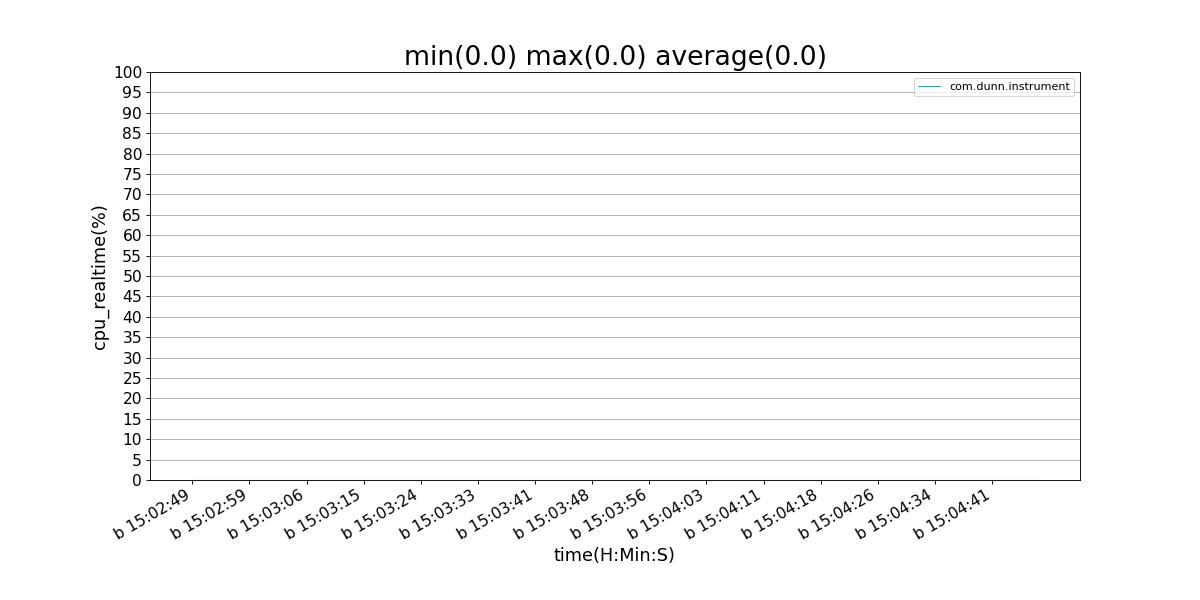 min(0.0) max(0.0) average(0.0)
com.dunn.instrument
cpu_realtime(%)
100
95
90
85
80
75
70
65
60
55
50
45
40
35
30
25
20
15
10
5
0
b 15:02:49
b 15:02:59
b 15:03:06
b 15:03:15
b 15:03:24
b 15:03:33
b 15:03:41
b 15:03:48
b 15:03:56
b 15:04:03
b 15:04:11
b 15:04:18
b 15:04:26
b 15:04:34
b 15:04:41
time(H:Min:S)